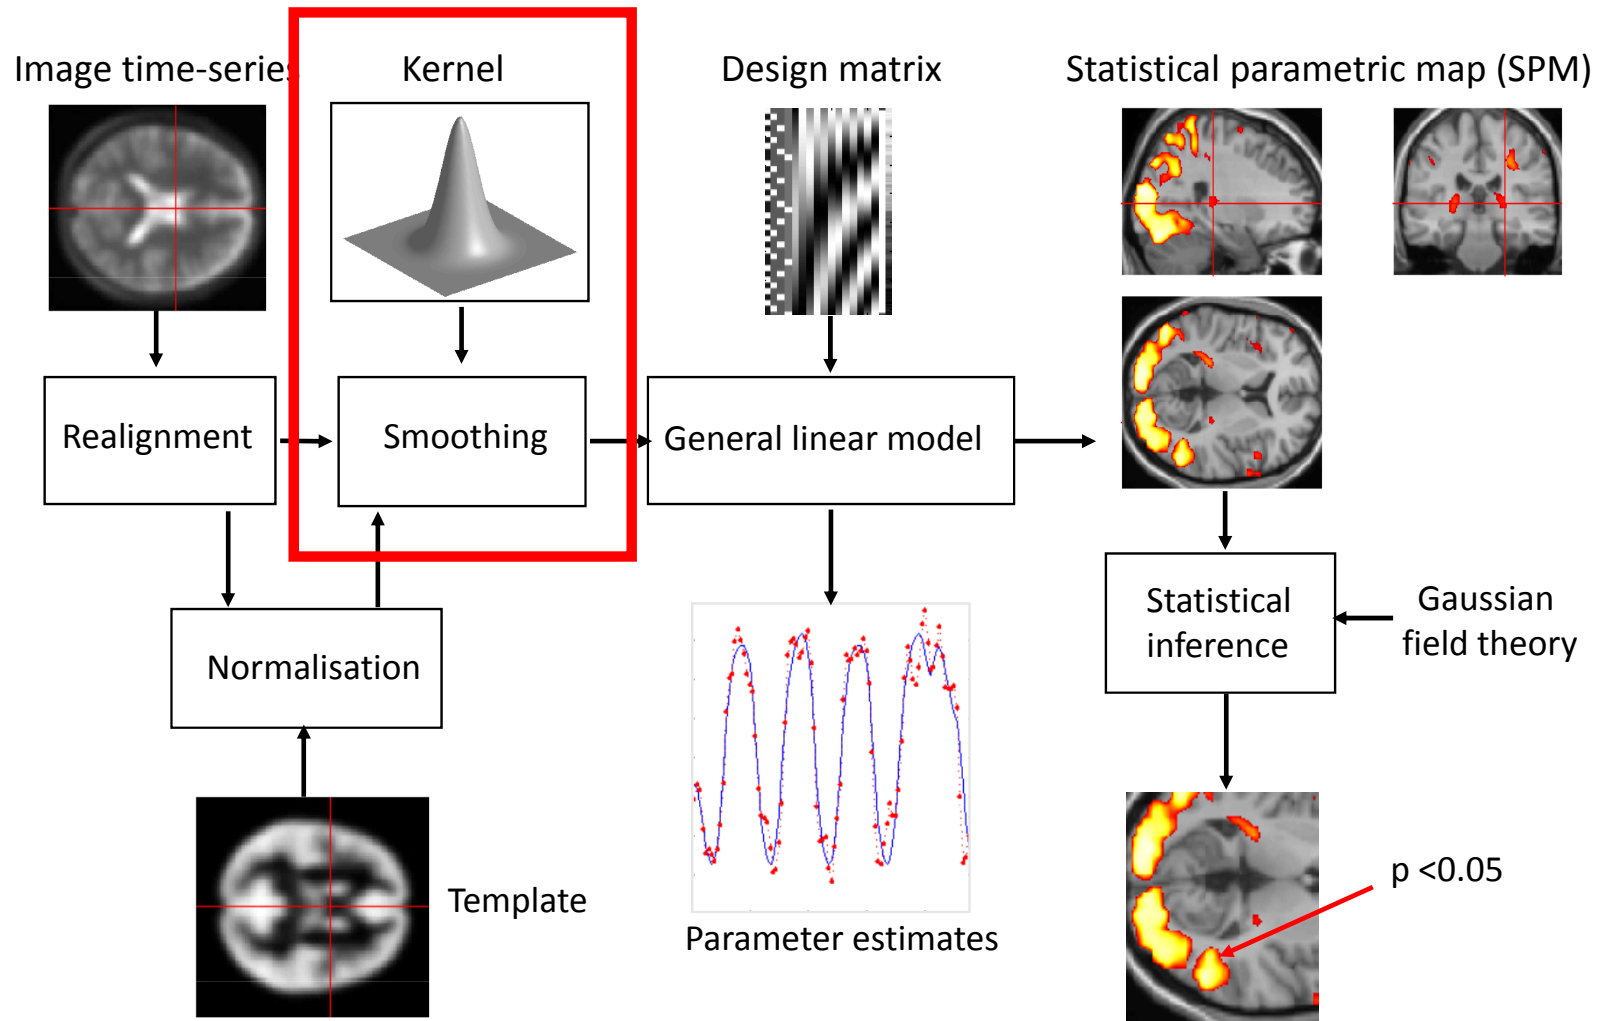 Image time-series
Kernel
Design matrix
Statistical parametric map (SPM)
Realignment
Smoothing
General linear model
Normalisation
Statistical
inference
Gaussian
field theory
Template
Parameter estimates
p <0.05